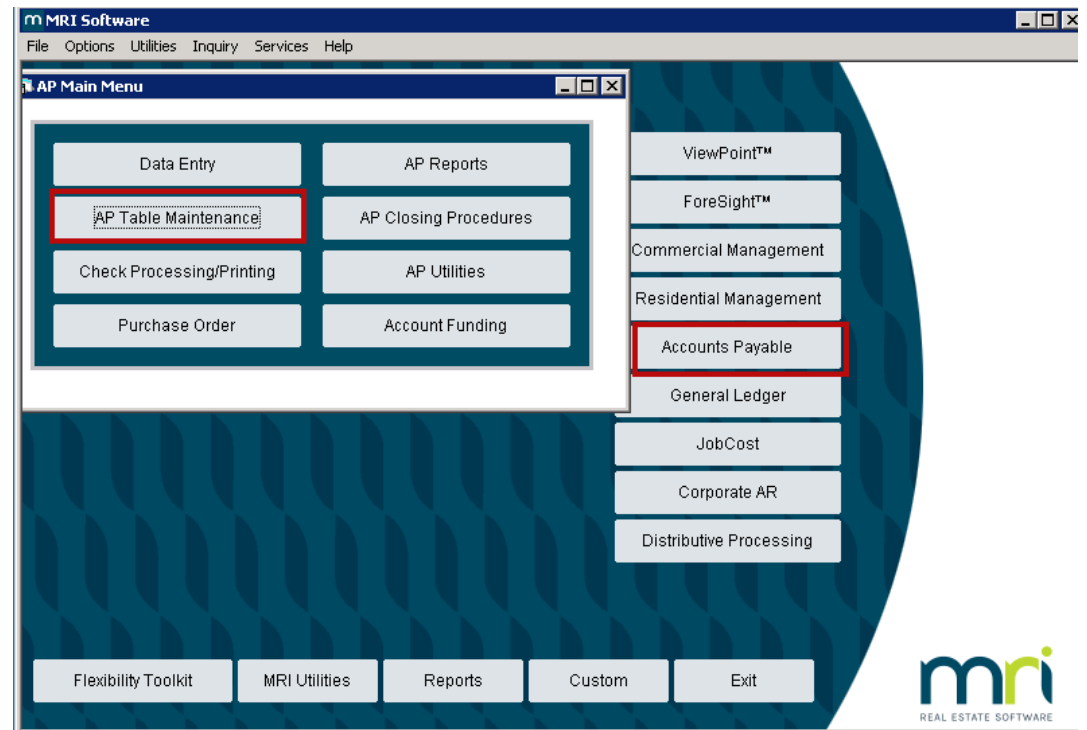 MRI Software
File Options Utilities Inquiry Services Help
AP Main Menu
Data Entry
AP Reports
AP Table Maintenance
AP Closing Procedures
Check Processing/Printing
AP Utilities
Purchase Order
Account Funding
ViewPoint™
ForeSight™
Commercial Management
Residential Management
Accounts Payable
General Ledger
JobCost
Corporate AR
Distributive Processing
Flexibility Toolkit
MRI Utilities
Reports
Custom
Exit
mri
REAL ESTATE SOFTWARE